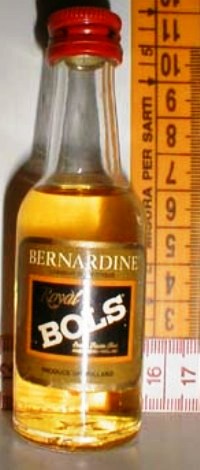 BERNARDINE
Royal
BOLS
PRODUCE OF HOLLAND
15
10
9
8
7
6
5
4
3
MISURA PER SARTI
16
17